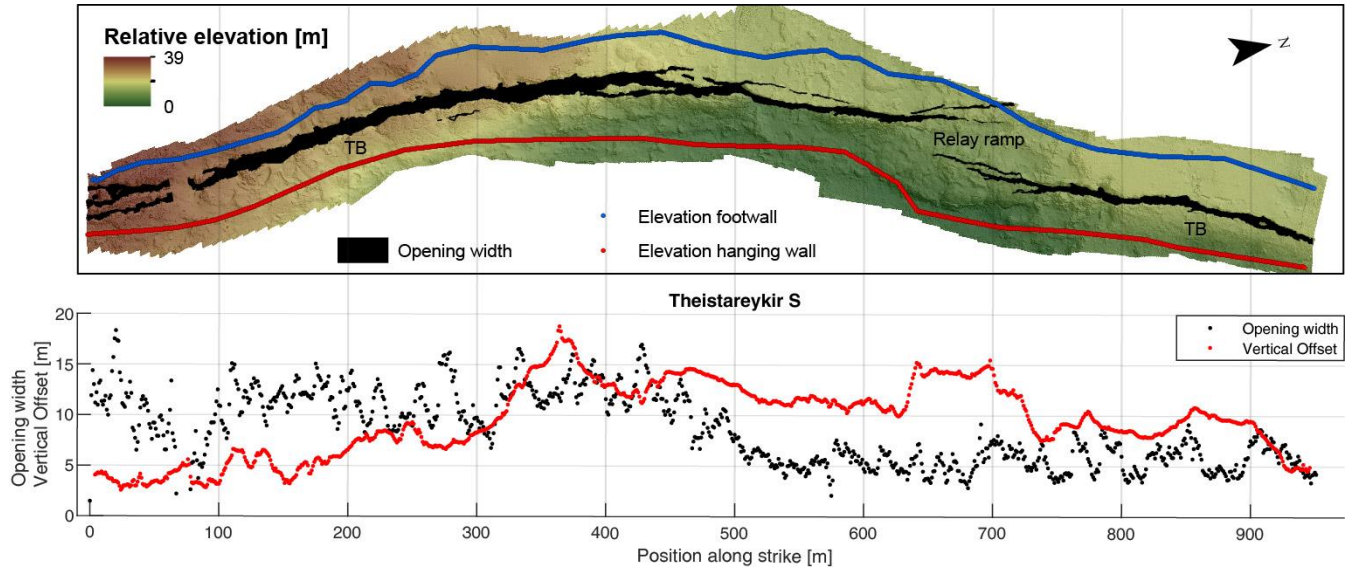 Relative elevation [m]
39
0
N
TB
Relay ramp
TB
Opening width
Elevation footwall
Elevation hanging wall
Theistareykir S
Opening width
Vertical Offset
Opening width
Vertical Offset [m]
20
15
10
5
0
0 100 200 300 400 500 600 700 800 900
Position along strike [m]